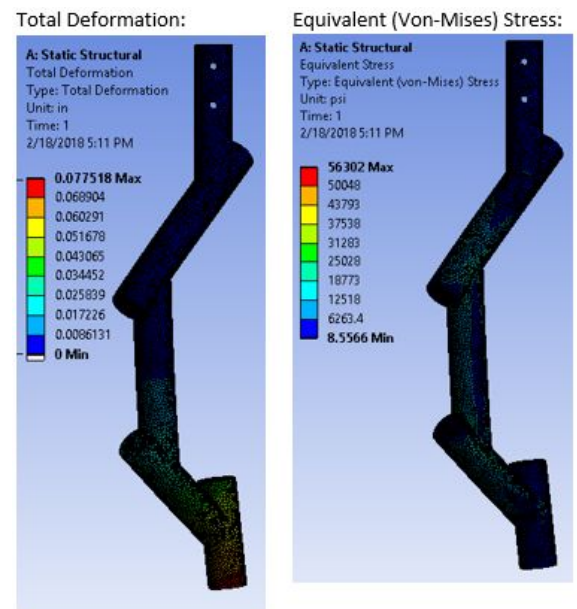 Total Deformation:
A: Static Structural
Total Deformation
Type: Total Deformation
Unit: in
Time: 1
2/18/2018 5:11 PM
0.077518 Max
0.068904
0.060291
0.051678
0.043065
0.034452
0.025839
0.017226
0.0086131
0 Min
Equivalent (Von-Mises) Stress:
A: Static Structural
Equivalent Stress
Type: Equivalent (von-Mises) Stress
Unit: psi
Time: 1
2/18/2018 5:11 PM
56302 Max
50048
43793
37538
31283
25028
18773
12518
6263.4
8.5566 Min